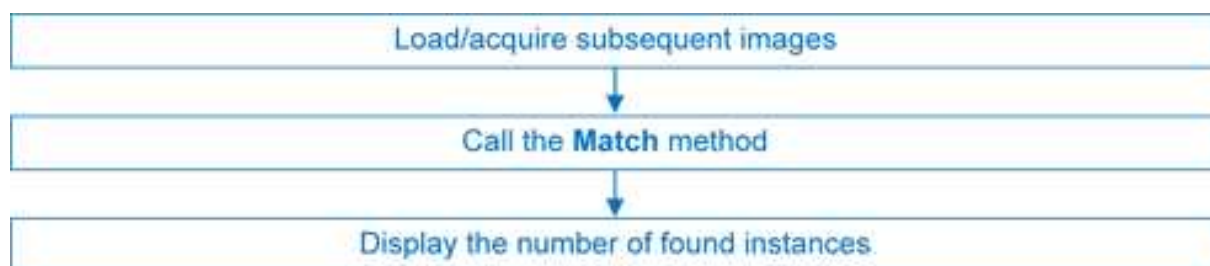 Load/acquire subsequent images
Call the Match method
Display the number of found instances